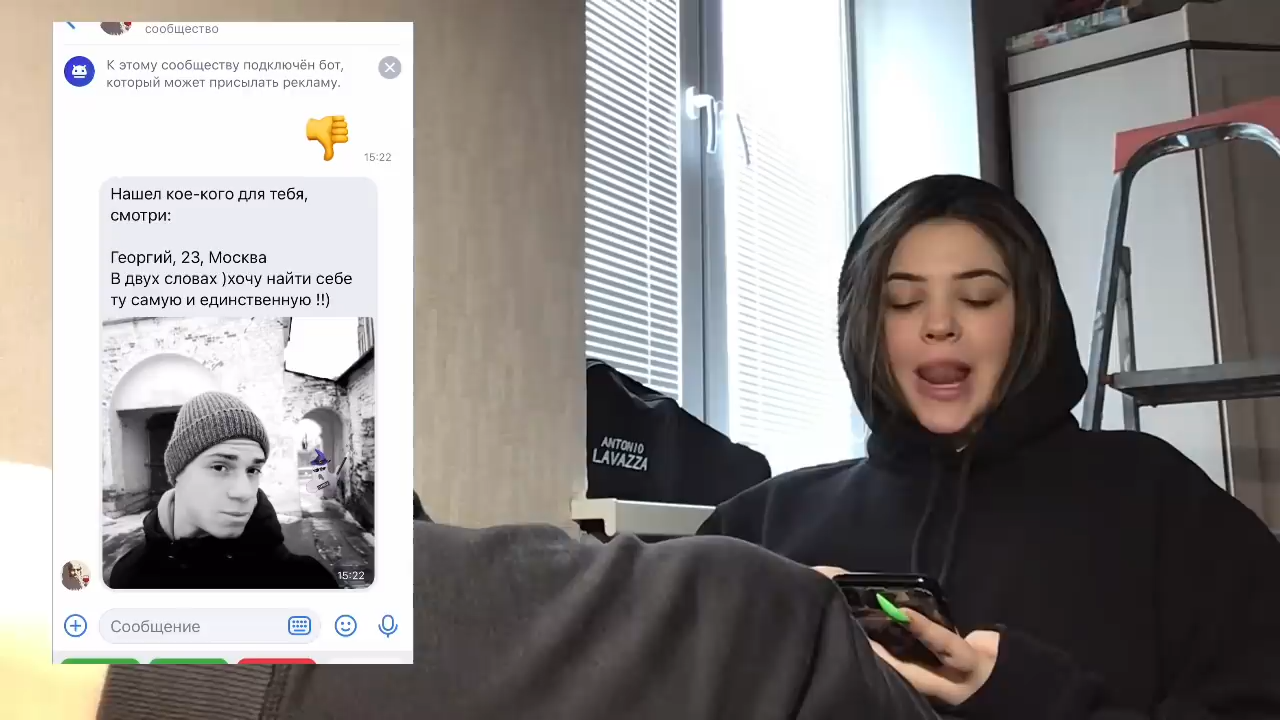 сообщество
К этому сообществу подключён бот,
который может присылать рекламу.
15:22
Нашел кое-кого для тебя,
смотри:
Георгий, 23, Москва
В двух словах )хочу найти себе
ту самую и единственную !!)
15:22
Сообщение
ANTONIO
LAVAZZA